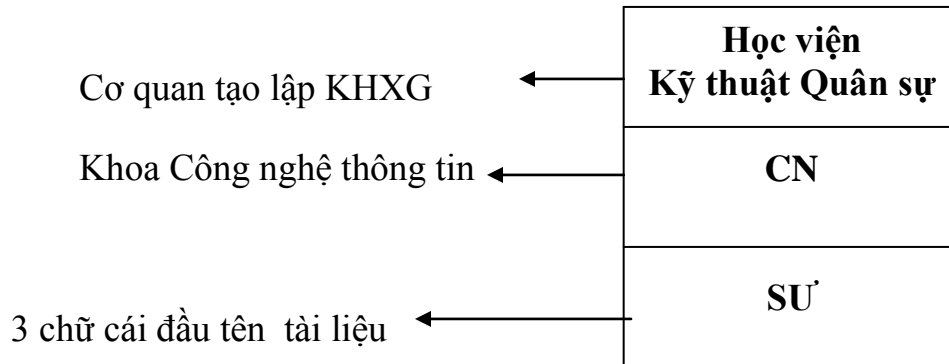 Học viện
Kỹ thuật Quân sự
Cơ quan tạo lập KHXG
Khoa Công nghệ thông tin
CN
SƯ
3 chữ cái đầu tên tài liệu